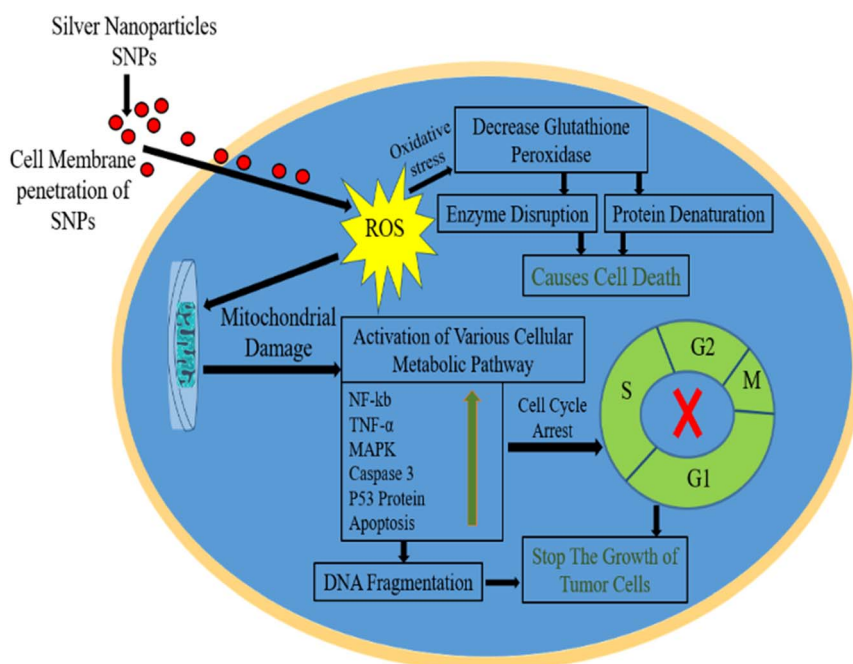 Silver Nanoparticles
SNPs
Cell Membrane
penetration of
SNPs
ROS
Oxidative
stress
Decrease Glutathione
Peroxidase
Enzyme Disruption
Protein Denaturation
Causes Cell Death
Mitochondrial
Damage
Activation of Various Cellular
Metabolic Pathway
NF-kb
TNF-α
MAPK
Caspase 3
P53 Protein
Apoptosis
Cell Cycle
Arrest
S
G2
M
G1
DNA Fragmentation
Stop The Growth of
Tumor Cells